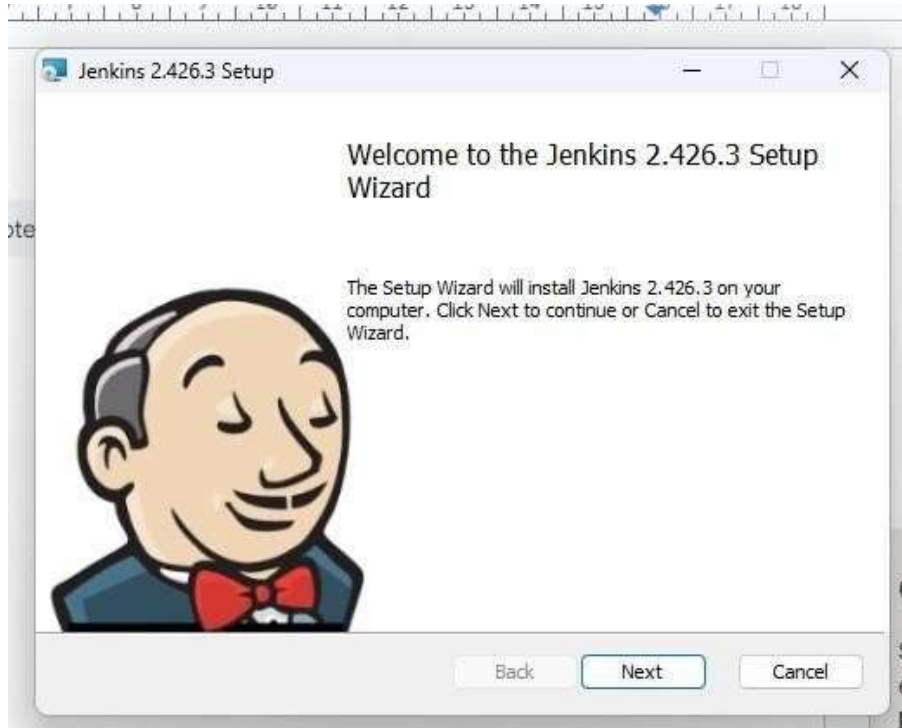 Jenkins 2.426.3 Setup
Welcome to the Jenkins 2.426.3 Setup
Wizard
The Setup Wizard will install Jenkins 2.426.3 on your
computer. Click Next to continue or Cancel to exit the Setup
Wizard.
Back Next Cancel